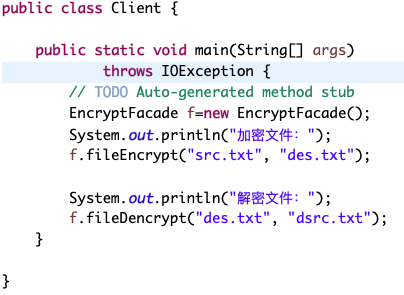 public class Client {
public static void main(String[] args)
throws IOException {
// TODO Auto-generated method stub
EncryptFacade f=new EncryptFacade();
System.out.println("加密文件：");
f.fileEncrypt("src.txt", "des.txt");
System.out.println("解密文件：");
f.fileDencrypt("des.txt", "dsrc.txt");
}
}